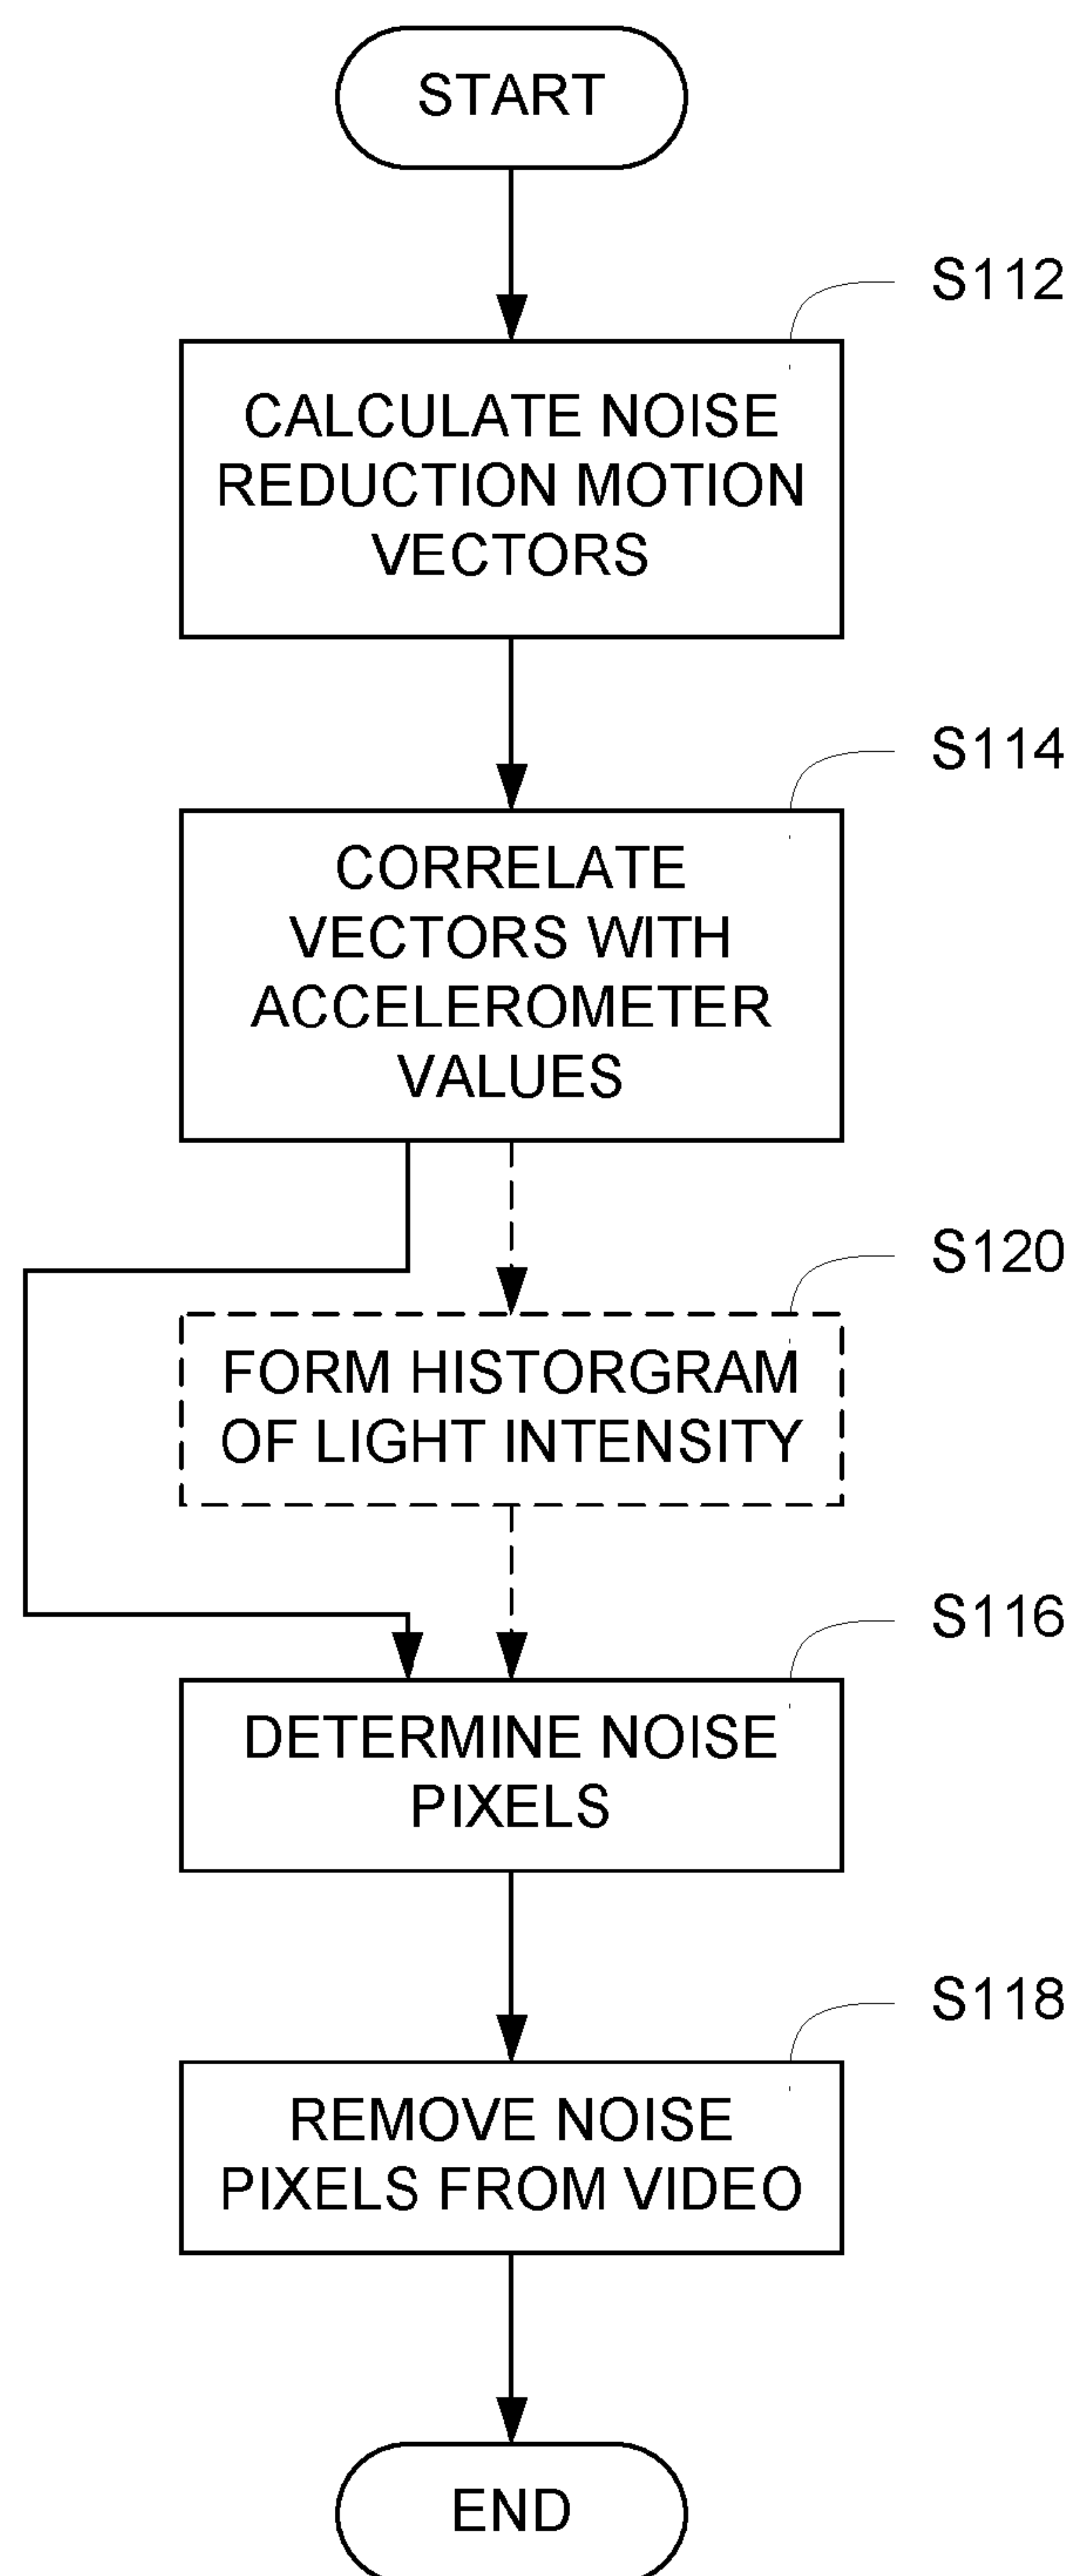 START
S112
CALCULATE NOISE
REDUCTION MOTION
VECTORS
S114
CORRELATE
VECTORS WITH
ACCELEROMETER
VALUES
S120
FORM HISTORGRAM
OF LIGHT INTENSITY
S116
DETERMINE NOISE
PIXELS
S118
REMOVE NOISE
PIXELS FROM VIDEO
END